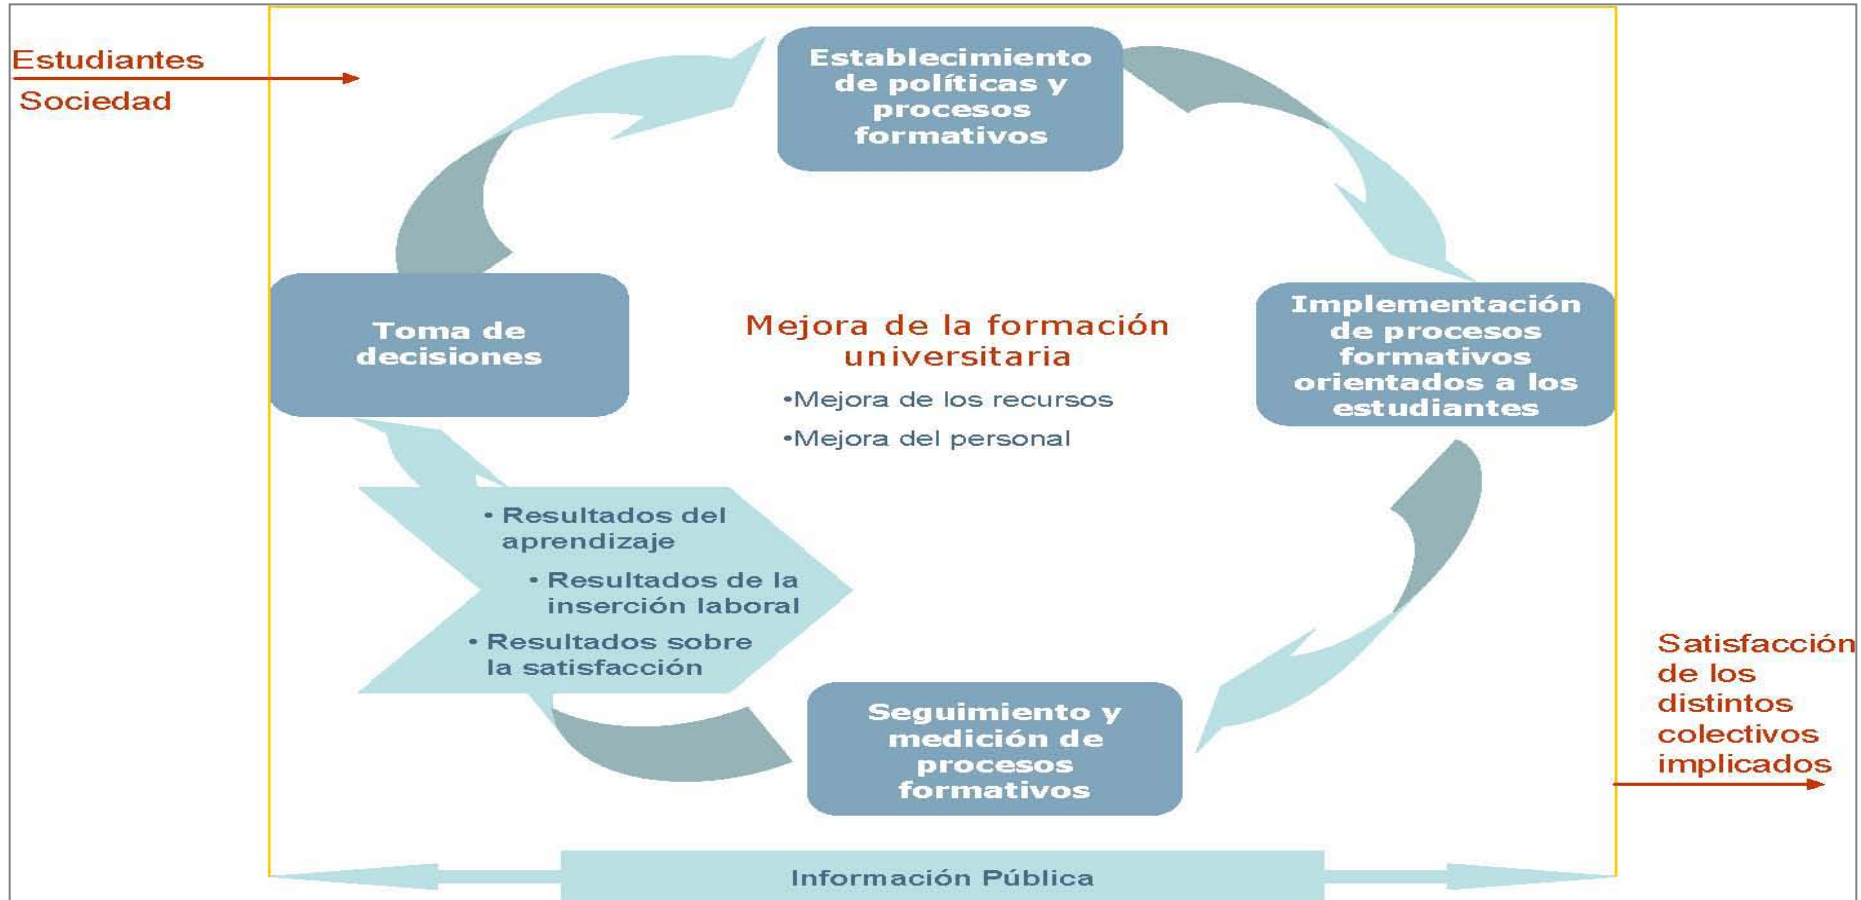 Estudiantes
Sociedad
Establecimiento
de políticas y
procesos
formativos
Toma de
decisiones
Mejora de la formación
universitaria
•Mejora de los recursos
•Mejora del personal
Implementación
de procesos
formativos
orientados a los
estudiantes
• Resultados del
aprendizaje
• Resultados de la
inserción laboral
• Resultados sobre
la satisfacción
Seguimiento y
medición de
procesos
formativos
Satisfacción
de los
distintos
colectivos
implicados
Información Pública